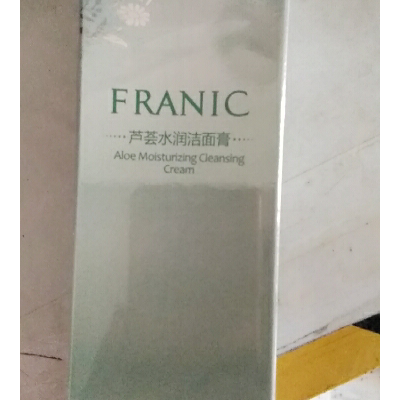 FRANIC
芦荟水润洁面膏
Aloe Moisturizing Cleansing
Cream